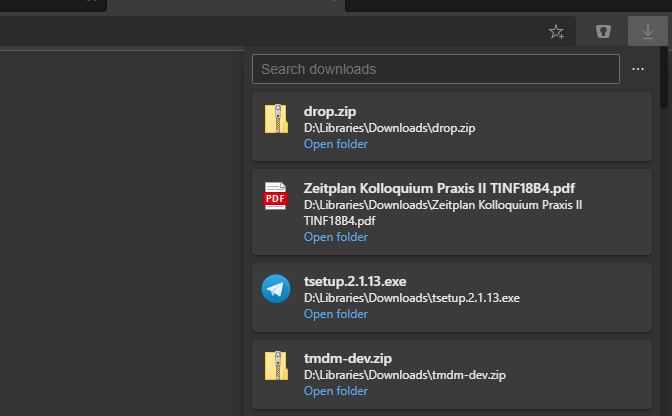 Search downloads
...
drop.zip
D:\Libraries\Downloads\drop.zip
Open folder
PDF
Zeitplan Kolloquium Praxis II TINF18B4.pdf
D:\Libraries\Downloads\Zeitplan Kolloquium Praxis II
TINF18B4.pdf
Open folder
tsetup.2.1.13.exe
D:\Libraries\Downloads\tsetup.2.1.13.exe
Open folder
tmdm-dev.zip
D:\Libraries\Downloads\tmdm-dev.zip
Open folder